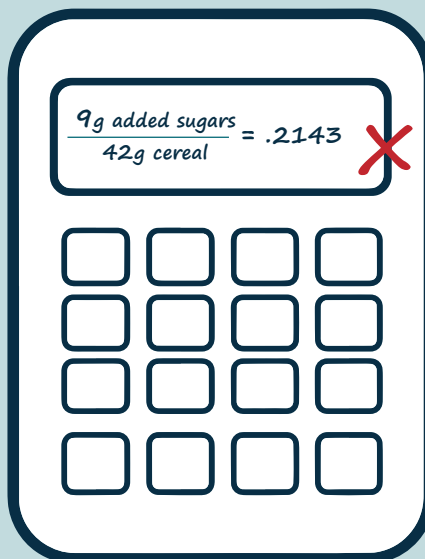 9g added sugars
42g cereal
= .2143